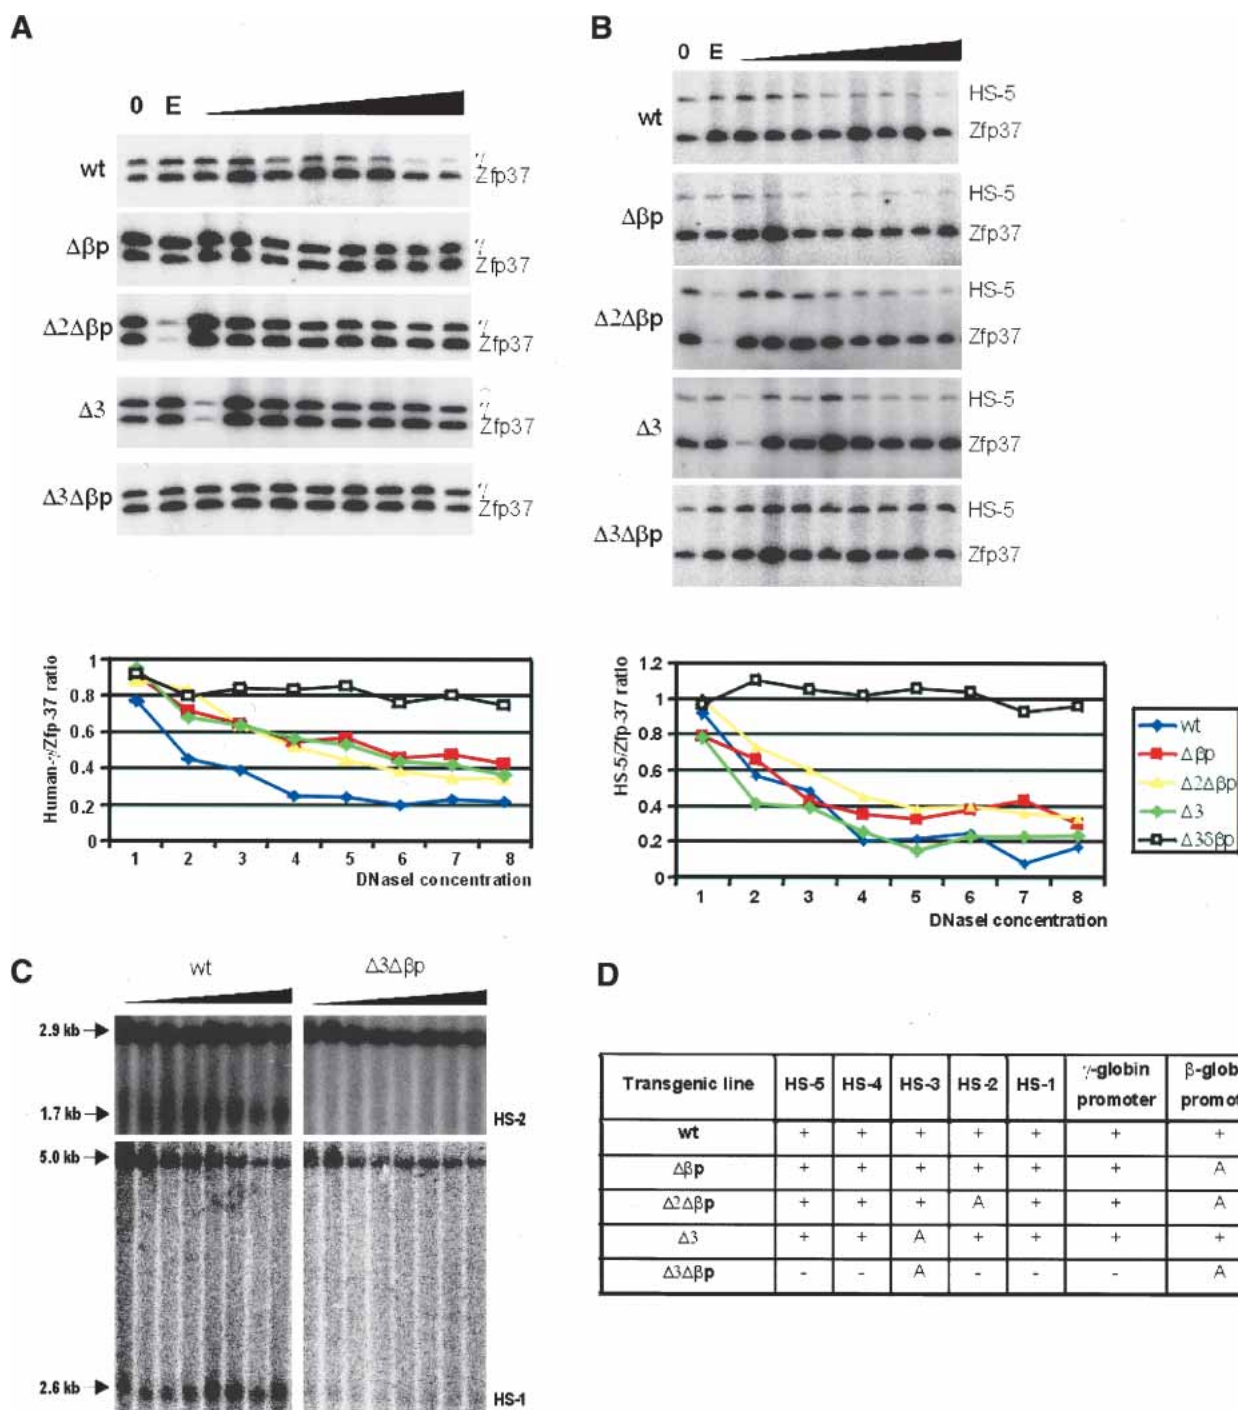 A
0 E
wt γ
Zfp37
Δβp γ
Zfp37
Δ2Δβp γ
Zfp37
Δ3 γ
Zfp37
Δ3Δβp γ
Zfp37
Human-γ/Zfp-37 ratio
1
0.8
0.6
0.4
0.2
0
1 2 3 4 5 6 7 8
DNaseI concentration
B
0 E
wt HS-5
Zfp37
Δβp HS-5
Zfp37
Δ2Δβp HS-5
Zfp37
Δ3 HS-5
Zfp37
Δ3Δβp HS-5
Zfp37
HS-5/Zfp-37 ratio
1.2
1
0.8
0.6
0.4
0.2
0
1 2 3 4 5 6 7 8
DNaseI concentration
wt
Δβp
Δ2Δβp
Δ3
Δ3δβp
C
wt Δ3Δβp
2.9 kb
1.7 kb HS-2
5.0 kb
2.6 kb HS-1
D
Transgenic line HS-5 HS-4 HS-3 HS-2 HS-1 γ-globin promoter β-glob promot
wt + + + + + + +
Δβp + + + + + + A
Δ2Δβp + + + A + + A
Δ3 + + A + + + +
Δ3Δβp - - A - - - A